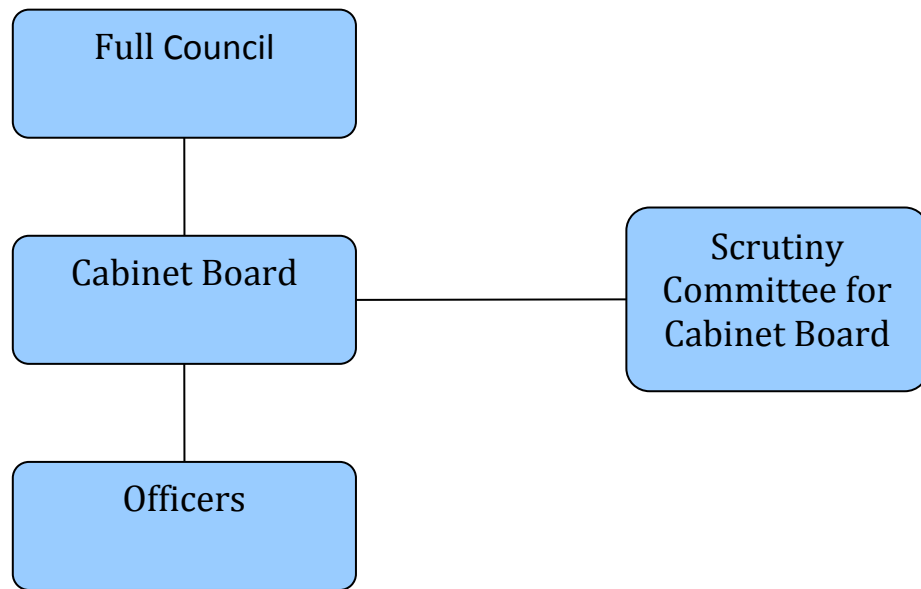 Full Council
Cabinet Board
Scrutiny
Committee for
Cabinet Board
Officers